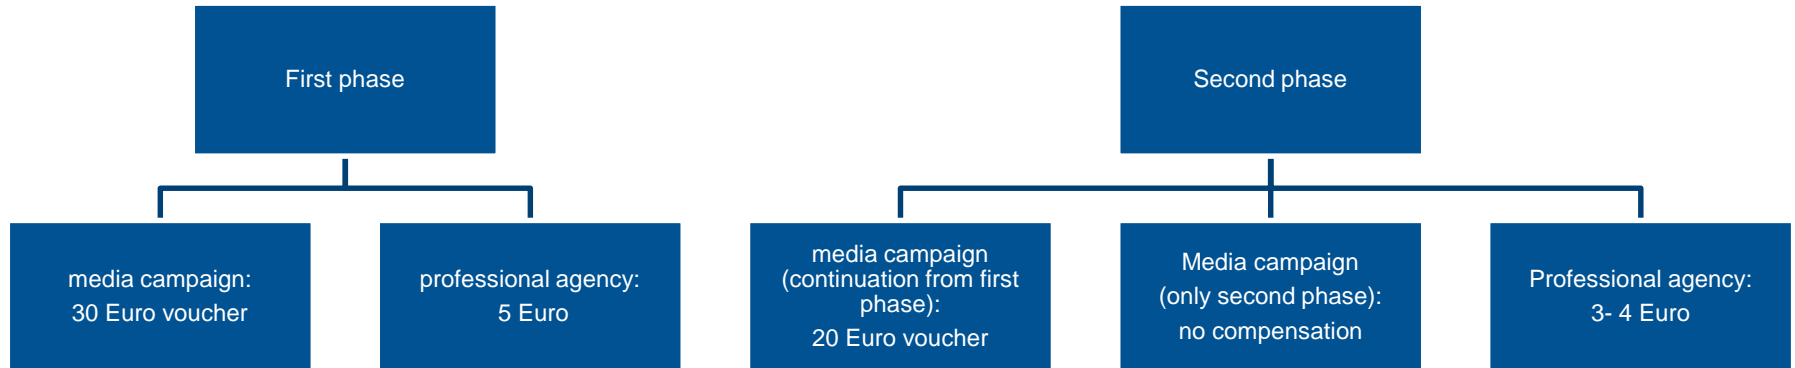 First phase
Second phase
media campaign:
30 Euro voucher
professional agency:
5 Euro
media campaign
(continuation from first
phase):
20 Euro voucher
Media campaign
(only second phase):
no compensation
Professional agency:
3- 4 Euro